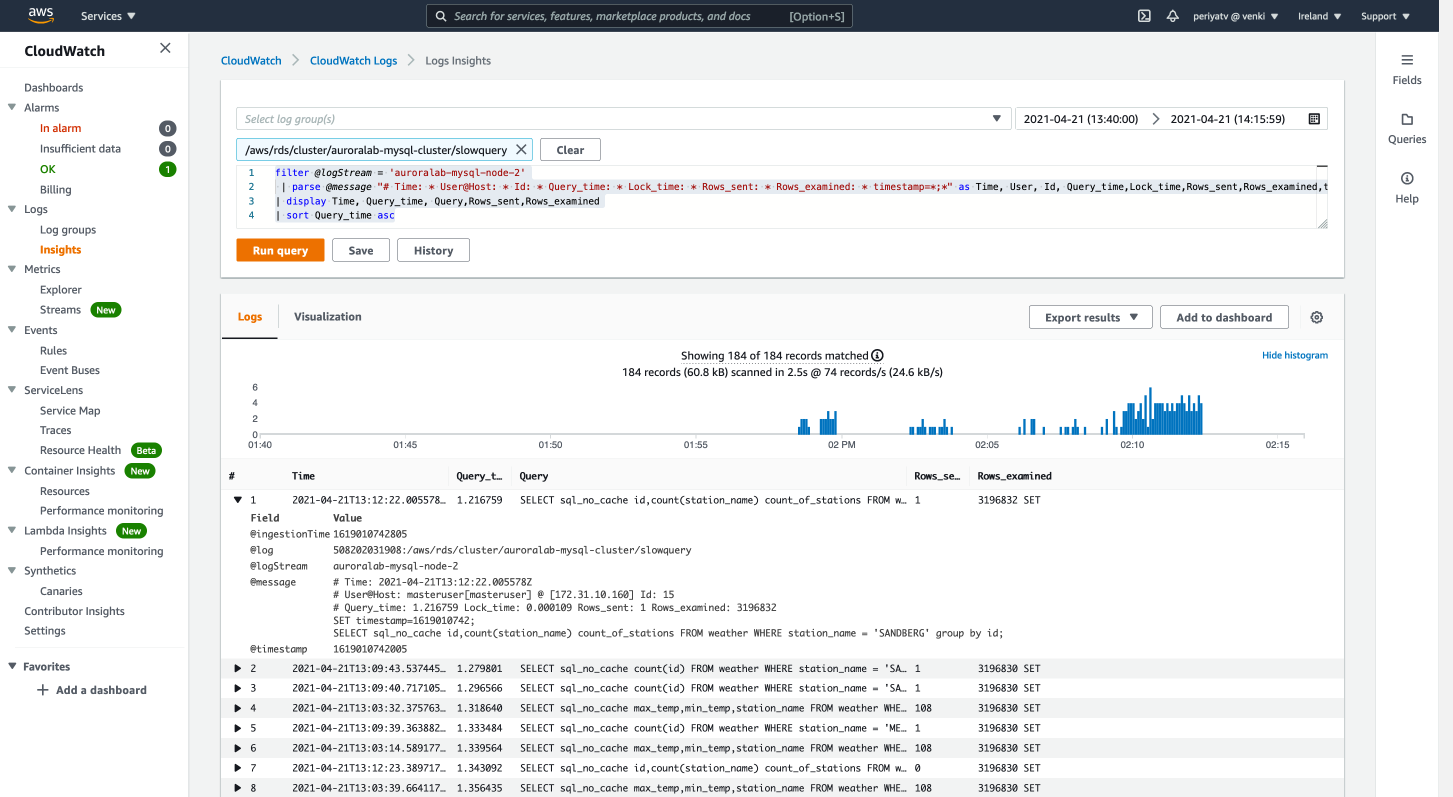 aws
Services ▼
Search for services, features, marketplace products, and docs [Option+S]
periyatv @ venki ▼
Ireland ▼
Support ▼
CloudWatch
Dashboards
Alarms
In alarm 0
Insufficient data 0
OK 1
Billing
Logs
Log groups
Insights
Metrics
Explorer
Streams New
Events
Rules
Event Buses
ServiceLens
Service Map
Traces
Resource Health Beta
Container Insights New
Resources
Performance monitoring
Lambda Insights New
Performance monitoring
Synthetics
Canaries
Contributor Insights
Settings
Favorites
+ Add a dashboard
CloudWatch > CloudWatch Logs > Logs Insights
Select log group(s)
2021-04-21 (13:40:00) > 2021-04-21 (14:15:59)
/aws/rds/cluster/auroralab-mysql-cluster/slowquery
Clear
1 filter @logStream = 'auroralab-mysql-node-2'
2 | parse @message "# Time: * User@Host: * Id: * Query_time: * Lock_time: * Rows_sent: * Rows_examined: * timestamp=*;*" as Time, User, Id, Query_time,Lock_time,Rows_sent,Rows_examined,t
3 | display Time, Query_time, Query,Rows_sent,Rows_examined
4 | sort Query_time asc
Run query
Save
History
Logs
Visualization
Export results ▼
Add to dashboard
Showing 184 of 184 records matched
184 records (60.8 kB) scanned in 2.5s @ 74 records/s (24.6 kB/s)
Hide histogram
6
4
2
0
01:40 01:45 01:50 01:55 02 PM 02:05 02:10 02:15
# Time Query_t... Query Rows_se... Rows_examined
1 2021-04-21T13:12:22.005578... 1.216759 SELECT sql_no_cache id,count(station_name) count_of_stations FROM w... 1 3196832 SET
Field Value
@ingestionTime 1619010742805
@log 508202031908:/aws/rds/cluster/auroralab-mysql-cluster/slowquery
@logStream auroralab-mysql-node-2
@message # Time: 2021-04-21T13:12:22.005578Z
# User@Host: masteruser[masteruser] @ [172.31.10.160] Id: 15
# Query_time: 1.216759 Lock_time: 0.000109 Rows_sent: 1 Rows_examined: 3196832
SET timestamp=1619010742;
SELECT sql_no_cache id,count(station_name) count_of_stations FROM weather WHERE station_name = 'SANDBERG' group by id;
@timestamp 1619010742005
2 2021-04-21T13:09:43.537445... 1.279801 SELECT sql_no_cache count(id) FROM weather WHERE station_name = 'SA... 1 3196830 SET
3 2021-04-21T13:09:40.717105... 1.296566 SELECT sql_no_cache count(id) FROM weather WHERE station_name = 'SA... 1 3196830 SET
4 2021-04-21T13:03:32.375763... 1.318640 SELECT sql_no_cache max_temp,min_temp,station_name FROM weather WHE... 108 3196830 SET
5 2021-04-21T13:09:39.363882... 1.333484 SELECT sql_no_cache count(id) FROM weather WHERE station_name = 'ME... 1 3196830 SET
6 2021-04-21T13:03:14.589177... 1.339564 SELECT sql_no_cache max_temp,min_temp,station_name FROM weather WHE... 108 3196830 SET
7 2021-04-21T13:12:23.389717... 1.343092 SELECT sql_no_cache id,count(station_name) count_of_stations FROM w... 0 3196830 SET
8 2021-04-21T13:03:39.664117... 1.356435 SELECT sql_no_cache max_temp,min_temp,station_name FROM weather WHE... 108 3196830 SET
Fields
Queries
Help